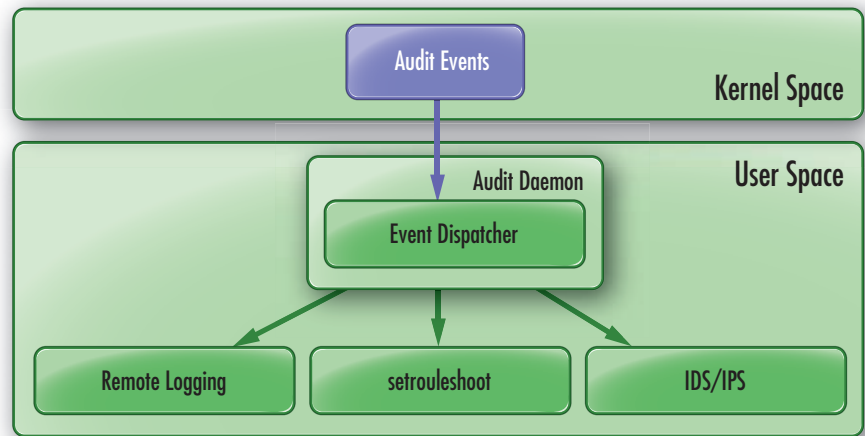 Audit Events
Kernel Space
User Space
Audit Daemon
Event Dispatcher
Remote Logging
setrouleshoot
IDS/IPS